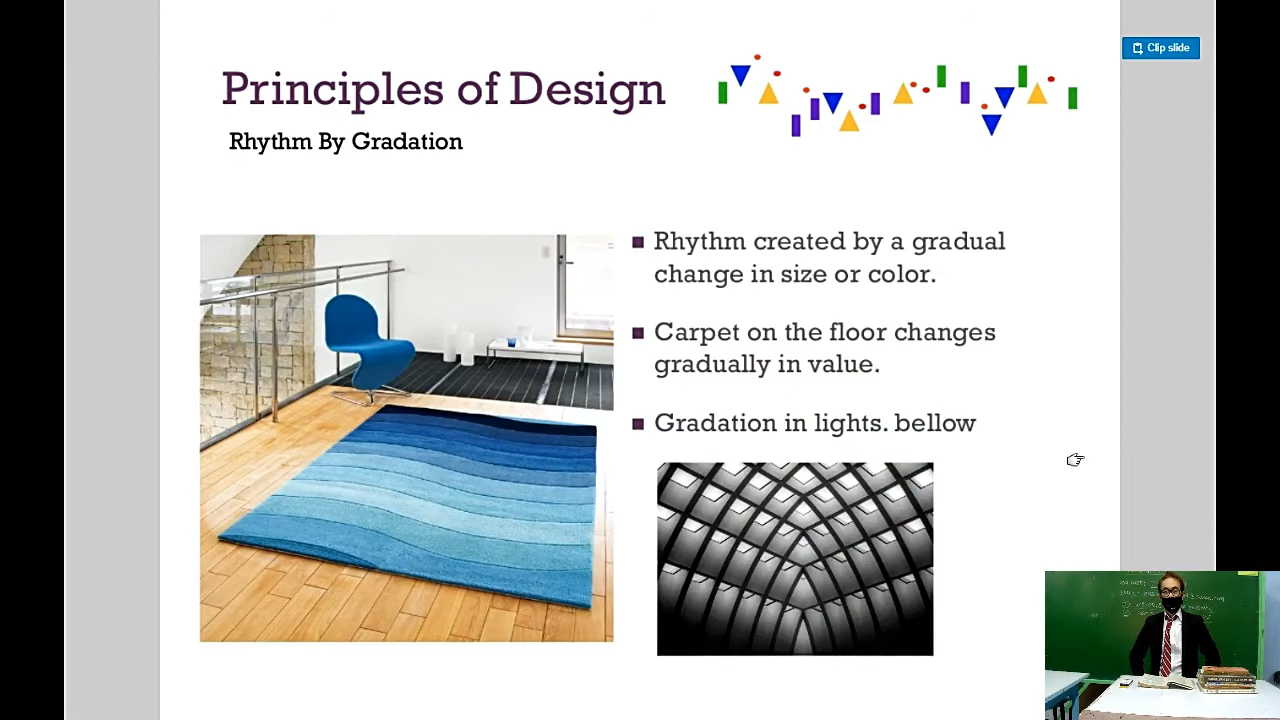 Principles of Design
Clip slide
Rhythm By Gradation
Rhythm created by a gradual
change in size or color.
Carpet on the floor changes
gradually in value.
Gradation in lights. bellow